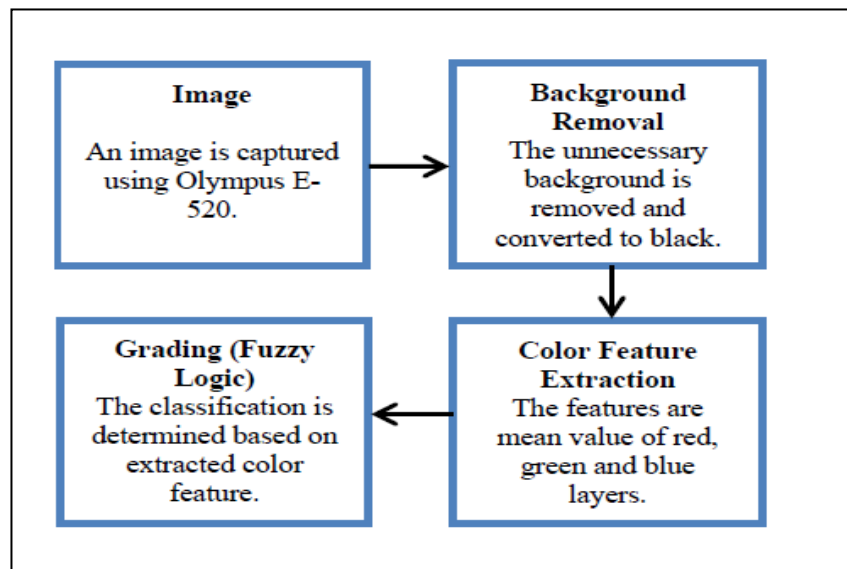 Image
An image is captured
using Olympus E-
520.
Background
Removal
The unnecessary
background is
removed and
converted to black.
Color Feature
Extraction
The features are
mean value of red,
green and blue
layers.
Grading (Fuzzy
Logic)
The classification is
determined based on
extracted color
feature.